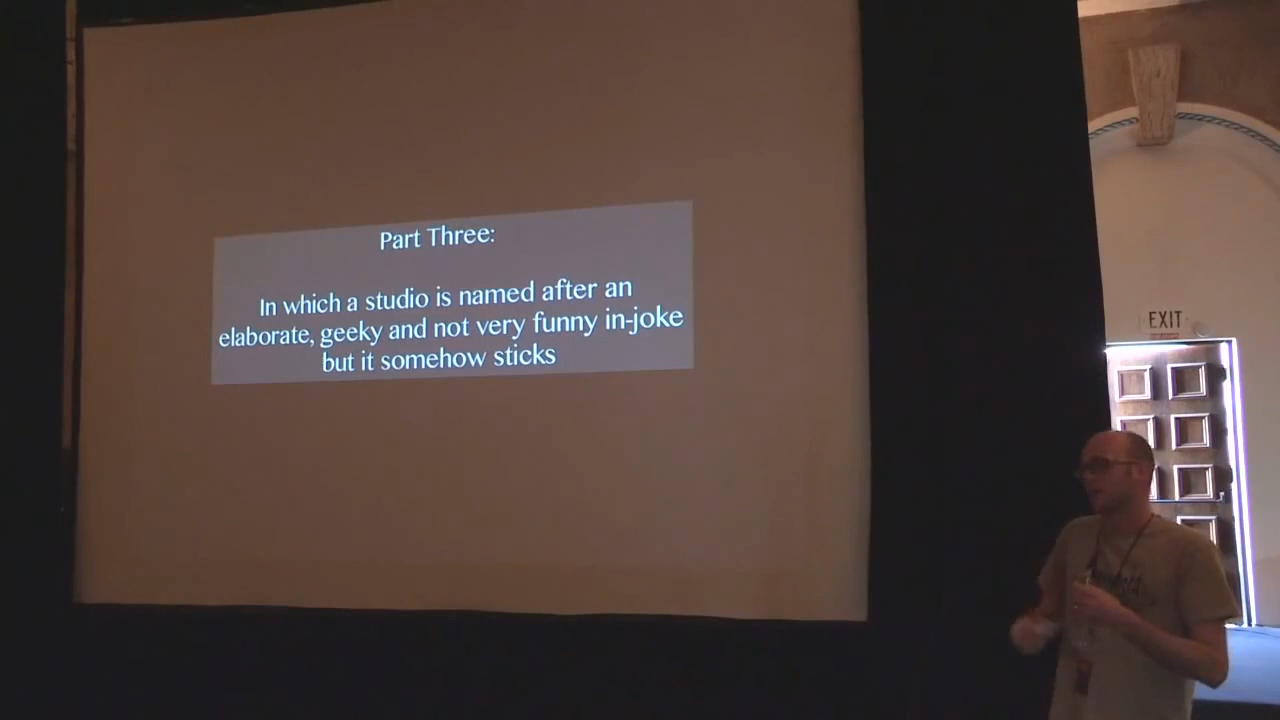 Part Three:
In which a studio is named after an
elaborate, geeky and not very funny in-joke
but it somehow sticks
EXIT